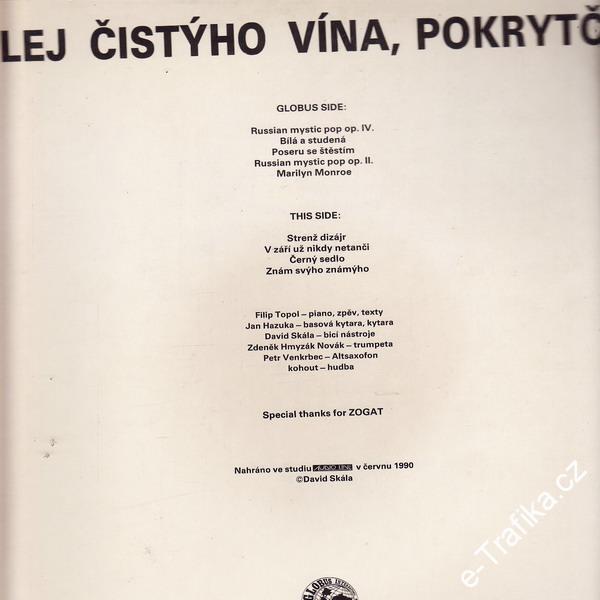 LEJ ČISTÝHO VÍNA, POKRYTČ
GLOBUS SIDE:
Russian mystic pop op. IV.
Bílá a studená
Poseru se štěstím
Russian mystic pop op. II.
Marilyn Monroe
THIS SIDE:
Strenž dizájr
V září už nikdy netanči
Černý sedlo
Znám svýho známýho
Filip Topol – piano, zpěv, texty
Jan Hazuka – basová kytara, kytara
David Skála – bicí nástroje
Zdeněk Hmyzák Novák – trumpeta
Petr Venkrbec – Altsaxofon
kohout – hudba
Special thanks for ZOGAT
Nahráno ve studiu AUDIO LINE v červnu 1990
©David Skála
e-Trafika.cz
GLOBUS